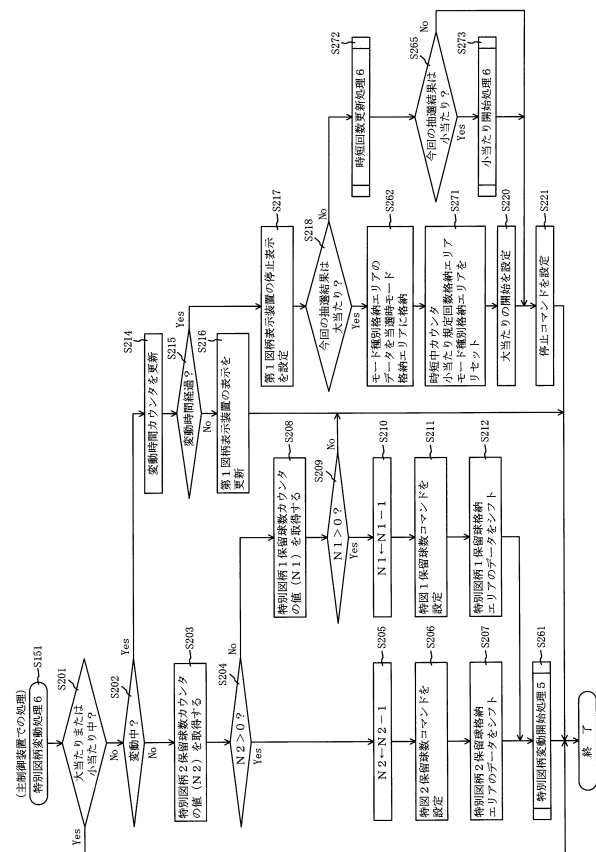 (主制御装置での処理)
特別図柄変動処理6
S151
大当たりまたは
小当たり中?
S201
Yes
No
変動中?
S202
Yes
No
特別図柄2保留球数カウンタ
の値(N2)を取得する
S203
N2>0?
S204
No
Yes
N2←N2-1
S205
特図2保留球数コマンドを
設定
S206
特別図柄2保留球格納
エリアのデータをシフト
S207
特別図柄1保留球数カウンタ
の値(N1)を取得する
S208
N1>0?
S209
No
Yes
N1←N1-1
S210
特図1保留球数コマンドを
設定
S211
特別図柄1保留球格納
エリアのデータをシフト
S212
特別図柄変動開始処理5
S261
変動時間カウンタを更新
S214
変動時間経過?
S215
Yes
No
第1図柄表示装置の表示を
更新
S216
第1図柄表示装置の停止表示
を設定
S217
今回の抽選結果は
大当たり?
S218
No
Yes
モード種別格納エリアの
データを当選時モード
格納エリアに格納
S262
時短中カウンタ
小当たり規定回数格納エリア
モード種別格納エリアを
リセット
S271
大当たりの開始を設定
S220
停止コマンドを設定
S221
時短回数更新処理6
S272
今回の抽選結果は
小当たり?
S265
No
Yes
小当たり開始処理6
S273
終了